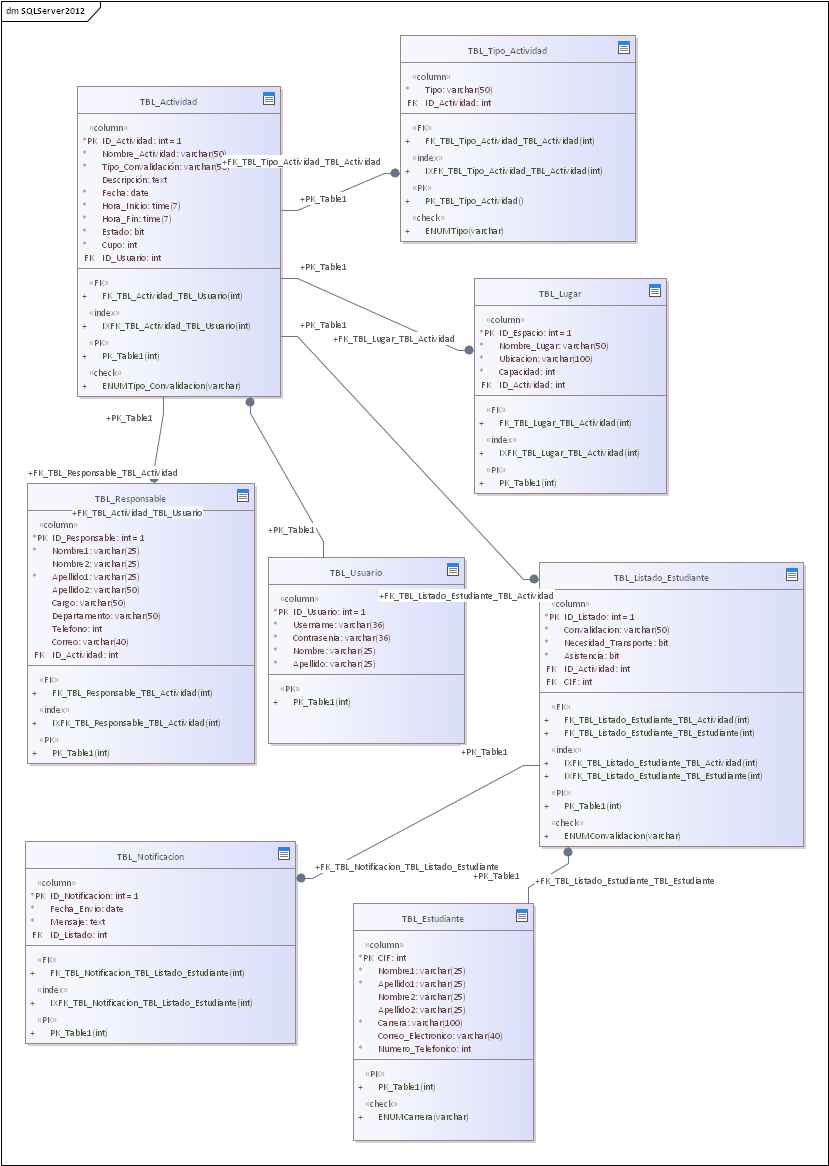 dm SQLServer2012
TBL_Actividad
«column»
*PK ID_Actividad: int = 1
* Nombre_Actividad: varchar(50)
* Tipo_Convalidación: varchar(50)
Descripción: text
* Fecha: date
* Hora_Inicio: time(7)
* Hora_Fin: time(7)
* Estado: bit
* Cupo: int
FK ID_Usuario: int
«FK»
+ FK_TBL_Actividad_TBL_Usuario(int)
«index»
+ IXFK_TBL_Actividad_TBL_Usuario(int)
«PK»
+ PK_Table1(int)
«check»
+ ENUMTipo_Convalidacion(varchar)
TBL_Tipo_Actividad
«column»
* Tipo: varchar(50)
FK ID_Actividad: int
«FK»
+ FK_TBL_Tipo_Actividad_TBL_Actividad(int)
«index»
+ IXFK_TBL_Tipo_Actividad_TBL_Actividad(int)
«PK»
+ PK_TBL_Tipo_Actividad()
«check»
+ ENUMTipo(varchar)
+FK_TBL_Tipo_Actividad_TBL_Actividad
+PK_Table1
+PK_Table1
+FK_TBL_Lugar_TBL_Actividad
+PK_Table1
TBL_Lugar
«column»
*PK ID_Espacio: int = 1
* Nombre_Lugar: varchar(50)
* Ubicacion: varchar(100)
* Capacidad: int
FK ID_Actividad: int
«FK»
+ FK_TBL_Lugar_TBL_Actividad(int)
«index»
+ IXFK_TBL_Lugar_TBL_Actividad(int)
«PK»
+ PK_Table1(int)
+PK_Table1
+FK_TBL_Responsable_TBL_Actividad
TBL_Responsable
+FK_TBL_Actividad_TBL_Usuario
«column»
*PK ID_Responsable: int = 1
* Nombre1: varchar(25)
Nombre2: varchar(25)
* Apellido1: varchar(25)
Apellido2: varchar(50)
Cargo: varchar(50)
Departamento: varchar(50)
Telefono: int
Correo: varchar(40)
FK ID_Actividad: int
«FK»
+ FK_TBL_Responsable_TBL_Actividad(int)
«index»
+ IXFK_TBL_Responsable_TBL_Actividad(int)
«PK»
+ PK_Table1(int)
+PK_Table1
TBL_Usuario
«column»
*PK ID_Usuario: int = 1
* Username: varchar(36)
* Contrasenia: varchar(36)
* Nombre: varchar(25)
* Apellido: varchar(25)
«PK»
+ PK_Table1(int)
+FK_TBL_Listado_Estudiante_TBL_Actividad
TBL_Listado_Estudiante
«column»
*PK ID_Listado: int = 1
* Convalidacion: varchar(50)
* Necesidad_Transporte: bit
* Asistencia: bit
FK ID_Actividad: int
FK CIF: int
«FK»
+ FK_TBL_Listado_Estudiante_TBL_Actividad(int)
+ FK_TBL_Listado_Estudiante_TBL_Estudiante(int)
«index»
+ IXFK_TBL_Listado_Estudiante_TBL_Actividad(int)
+ IXFK_TBL_Listado_Estudiante_TBL_Estudiante(int)
«PK»
+ PK_Table1(int)
«check»
+ ENUMConvalidacion(varchar)
+PK_Table1
+FK_TBL_Notificacion_TBL_Listado_Estudiante
+PK_Table1
+FK_TBL_Listado_Estudiante_TBL_Estudiante
TBL_Notificacion
«column»
*PK ID_Notificacion: int = 1
* Fecha_Envio: date
* Mensaje: text
FK ID_Listado: int
«FK»
+ FK_TBL_Notificacion_TBL_Listado_Estudiante(int)
«index»
+ IXFK_TBL_Notificacion_TBL_Listado_Estudiante(int)
«PK»
+ PK_Table1(int)
TBL_Estudiante
«column»
*PK CIF: int
* Nombre1: varchar(25)
* Apellido1: varchar(25)
Nombre2: varchar(25)
Apellido2: varchar(25)
* Carrera: varchar(100)
Correo_Electronico: varchar(40)
* Numero_Telefonico: int
«PK»
+ PK_Table1(int)
«check»
+ ENUMCarrera(varchar)